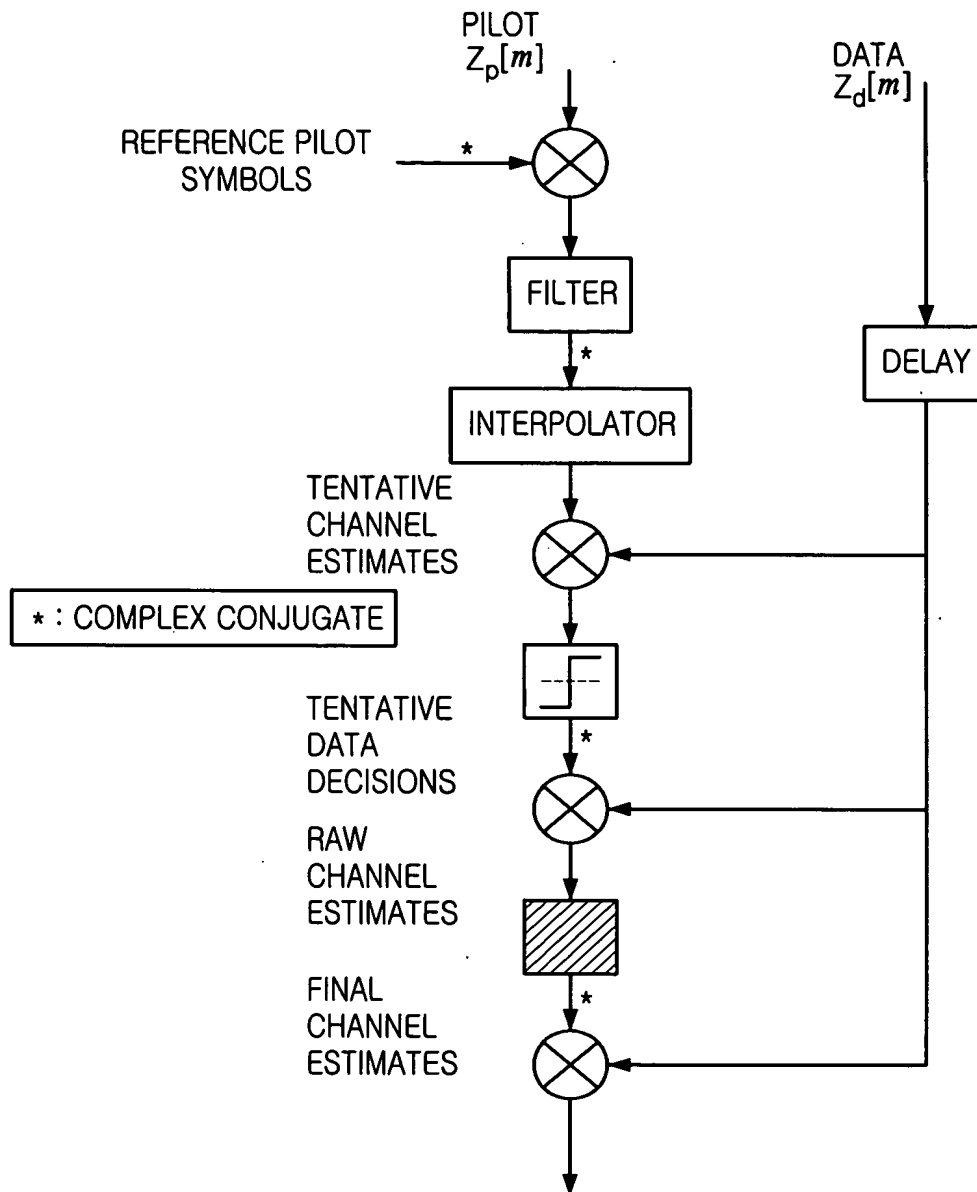 PILOT
Zp[m]
DATA
Zd[m]
REFERENCE PILOT
SYMBOLS
*
FILTER
*
DELAY
INTERPOLATOR
TENTATIVE
CHANNEL
ESTIMATES
* : COMPLEX CONJUGATE
TENTATIVE
DATA
DECISIONS
*
RAW
CHANNEL
ESTIMATES
FINAL
CHANNEL
ESTIMATES
*